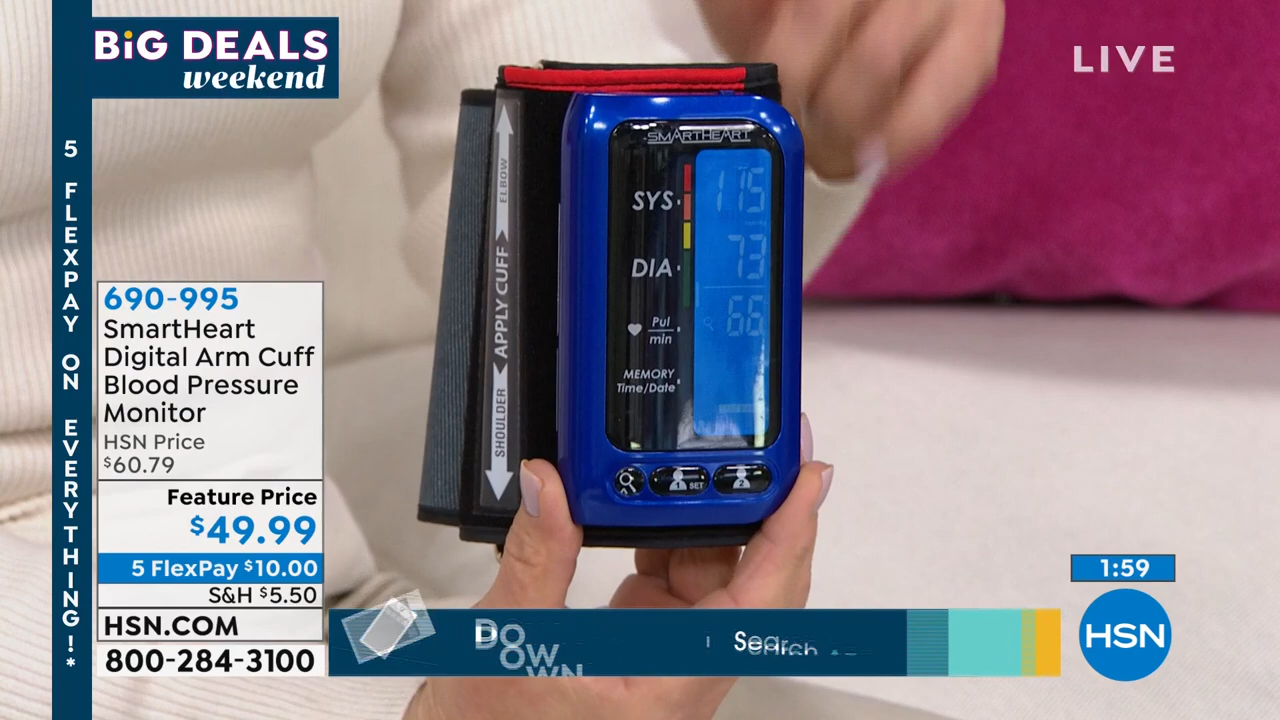 BiG DEALS
weekend
LIVE
5 FLEXPAY ON EVERYTHING!*
690-995
SmartHeart
Digital Arm Cuff
Blood Pressure
Monitor
HSN Price
$60.79
Feature Price
$49.99
5 FlexPay $10.00
S&H $5.50
HSN.COM
800-284-3100
SHOULDER APPLY CUFF ELBOW
SMARTHEART
SYS
DIA
73
Pul
min
66
MEMORY
Time/Date
1 SET
2
1:59
HSN